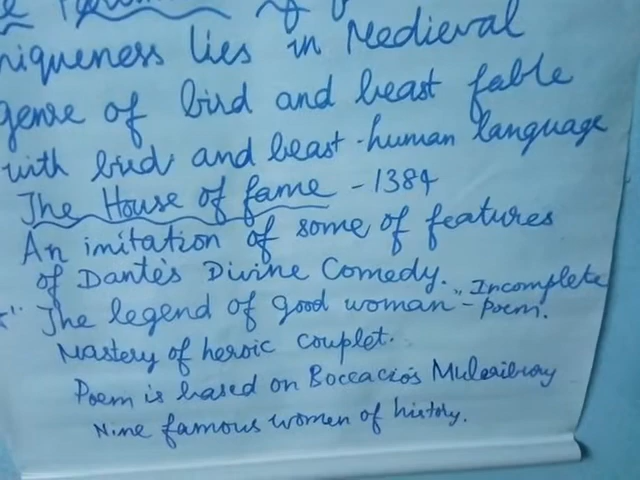 niqueness lies in Medieval
genre of bird and beast fable
with bird and beast - human language
The House of fame - 1384
An imitation of some of features
of Dante's Divine Comedy.
The legend of good woman - Incomplete Poem.
Mastery of heroic couplet.
Poem is based on Boccacio's
Nine famous women of history.